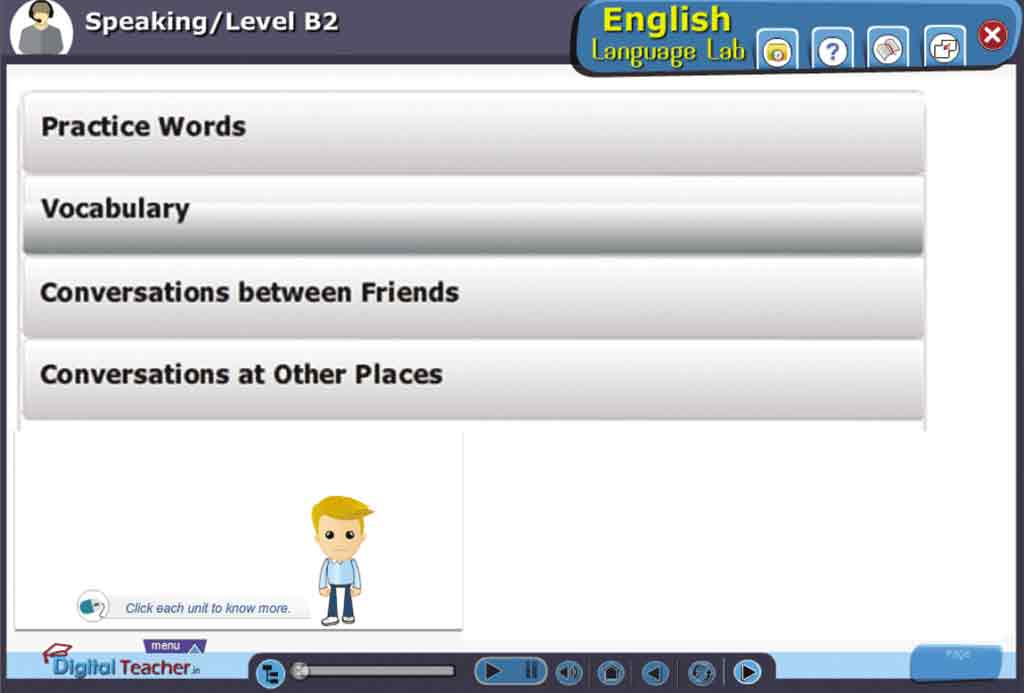 Speaking/Level B2
English
Language Lab
Practice Words
Vocabulary
Conversations between Friends
Conversations at Other Places
Click each unit to know more.
menu
Digital Teacher.in
Page